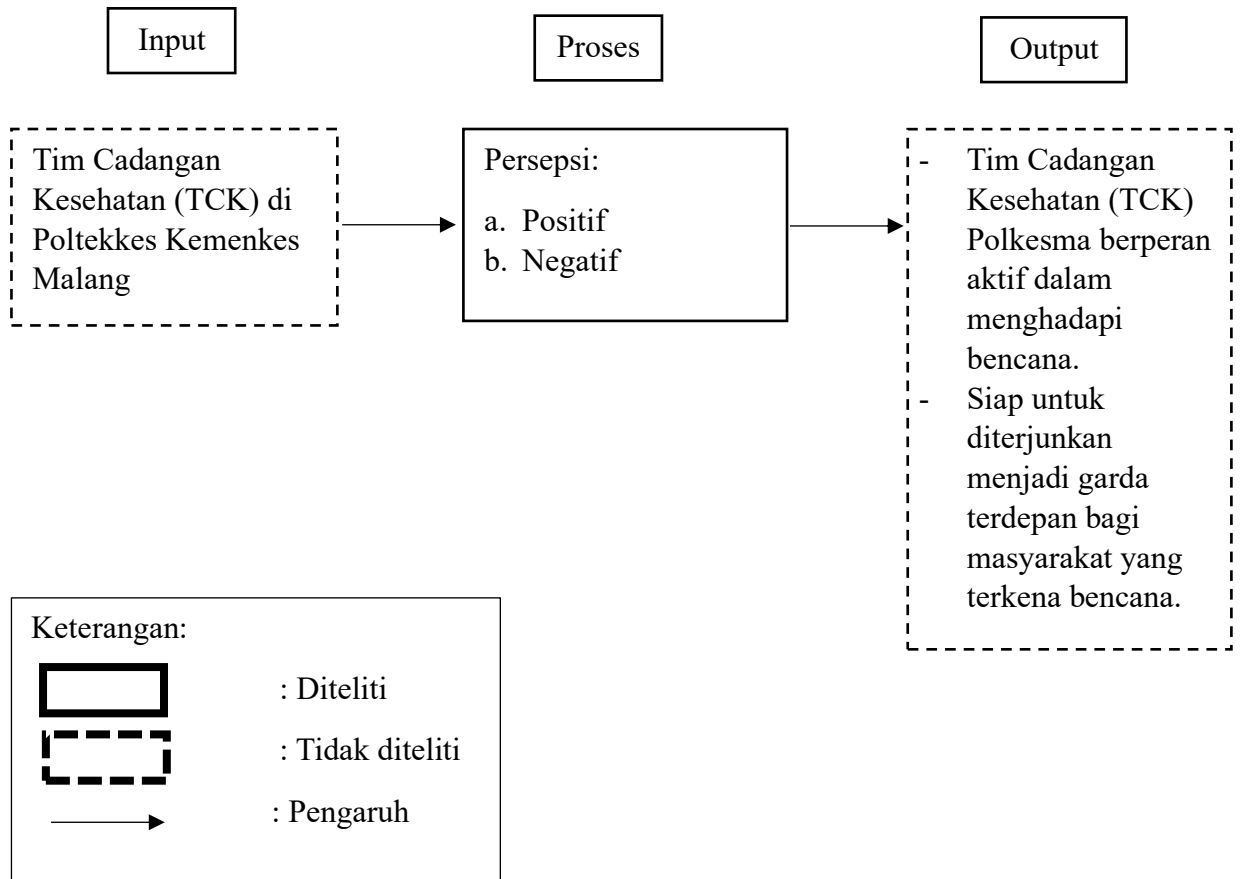 Input
Proses
Output
Tim Cadangan
Kesehatan (TCK) di
Poltekkes Kemenkes
Malang
Persepsi:
a. Positif
b. Negatif
- Tim Cadangan
Kesehatan (TCK)
Polkesma berperan
aktif dalam
menghadapi
bencana.
- Siap untuk
diterjunkan
menjadi garda
terdepan bagi
masyarakat yang
terkena bencana.
Keterangan:
: Diteliti
: Tidak diteliti
: Pengaruh